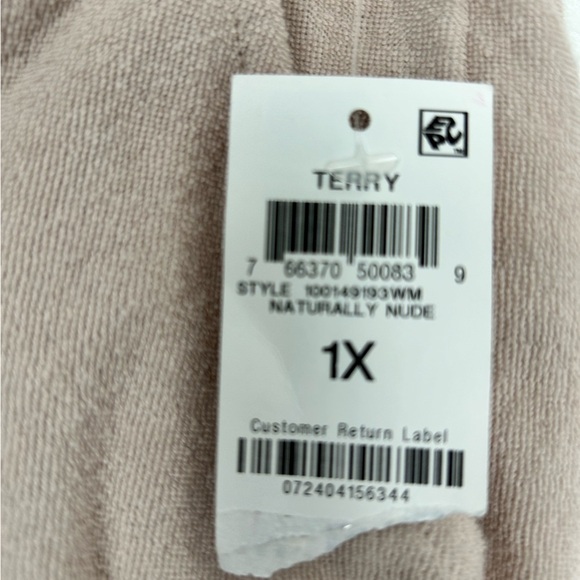 TERRY
7 66370 50083 9
STYLE 100149193WM
NATURALLY NUDE
1X
Customer Return Label
072404156344